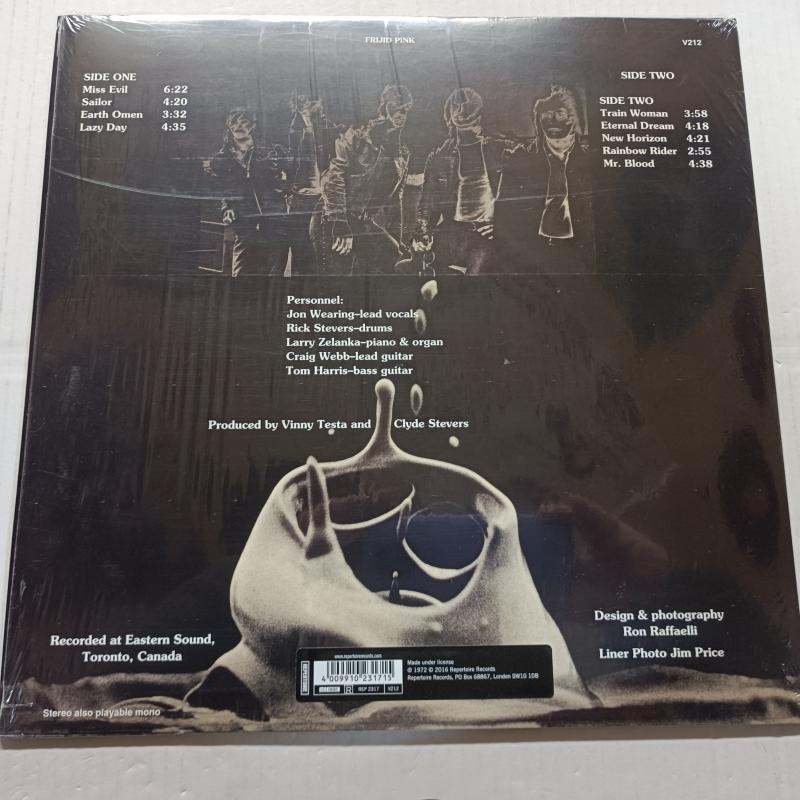 FRIJID PINK
V212
SIDE ONE
Miss Evil 6:22
Sailor 4:20
Earth Omen 3:32
Lazy Day 4:35
SIDE TWO
SIDE TWO
Train Woman 3:58
Eternal Dream 4:18
New Horizon 4:21
Rainbow Rider 2:55
Mr. Blood 4:38
Personnel:
Jon Wearing–lead vocals
Rick Stevers–drums
Larry Zelanka–piano & organ
Craig Webb–lead guitar
Tom Harris–bass guitar
Produced by Vinny Testa and Clyde Stevers
Design & photography
Ron Raffaelli
Liner Photo Jim Price
Recorded at Eastern Sound,
Toronto, Canada
Stereo also playable mono
www.repertoirerecords.com
4 009910 231715
REP 2317 V212
Made under license
℗ 1972 © 2016 Repertoire Records
Repertoire Records, PO Box 68867, London SW10 1DB